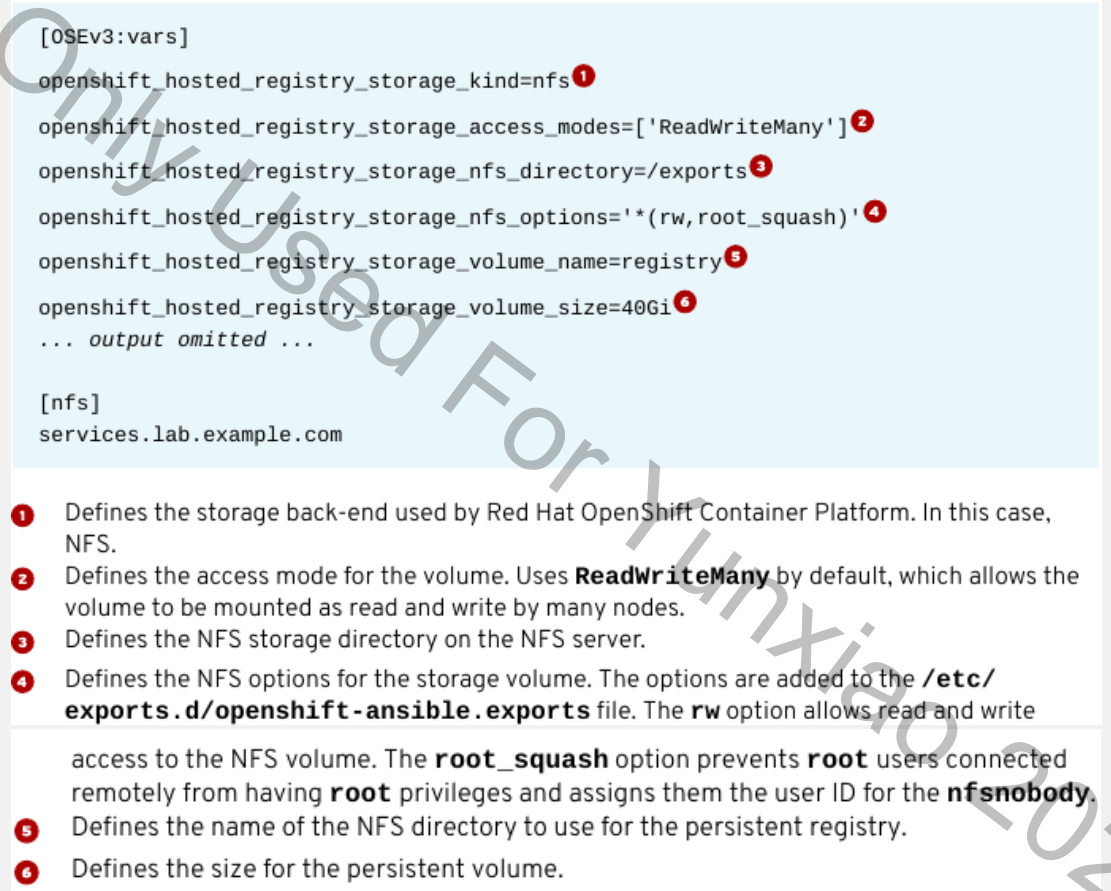 [OSEv3:vars]
openshift_hosted_registry_storage_kind=nfs 1
openshift_hosted_registry_storage_access_modes=['ReadWriteMany'] 2
openshift_hosted_registry_storage_nfs_directory=/exports 3
openshift_hosted_registry_storage_nfs_options='*(rw,root_squash)' 4
openshift_hosted_registry_storage_volume_name=registry 5
openshift_hosted_registry_storage_volume_size=40Gi 6
... output omitted ...
[nfs]
services.lab.example.com
1 Defines the storage back-end used by Red Hat OpenShift Container Platform. In this case,
NFS.
2 Defines the access mode for the volume. Uses ReadWriteMany by default, which allows the
volume to be mounted as read and write by many nodes.
3 Defines the NFS storage directory on the NFS server.
4 Defines the NFS options for the storage volume. The options are added to the /etc/
exports.d/openshift-ansible.exports file. The rw option allows read and write
access to the NFS volume. The root_squash option prevents root users connected
remotely from having root privileges and assigns them the user ID for the nfsnobody.
5 Defines the name of the NFS directory to use for the persistent registry.
6 Defines the size for the persistent volume.
Only Used For Yunxiao